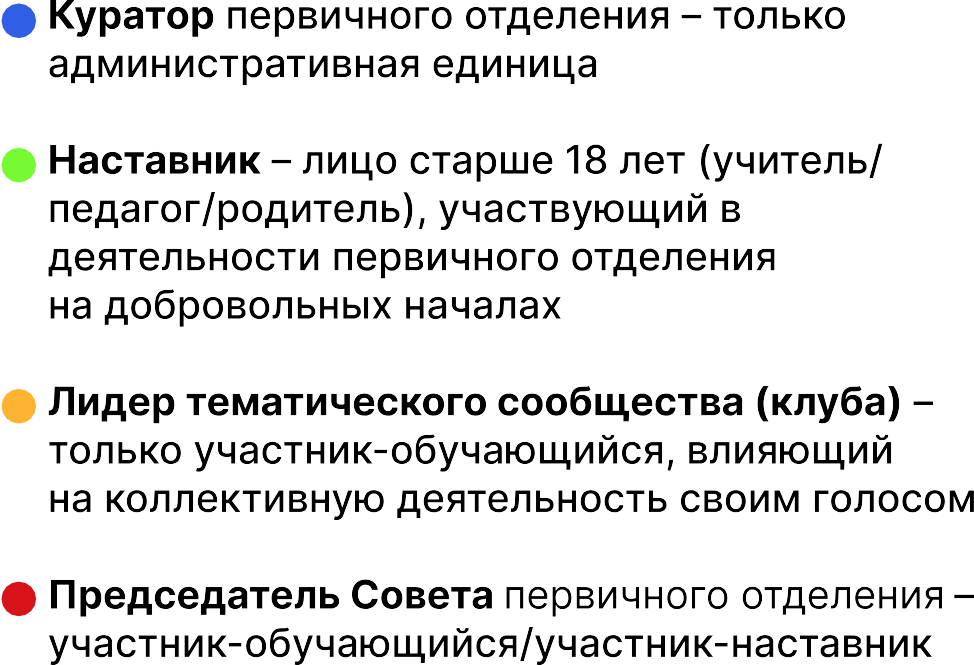 Куратор первичного отделения – только
административная единица
Наставник – лицо старше 18 лет (учитель/
педагог/родитель), участвующий в
деятельности первичного отделения
на добровольных началах
Лидер тематического сообщества (клуба) –
только участник-обучающийся, влияющий
на коллективную деятельность своим голосом
Председатель Совета первичного отделения –
участник-обучающийся/участник-наставник